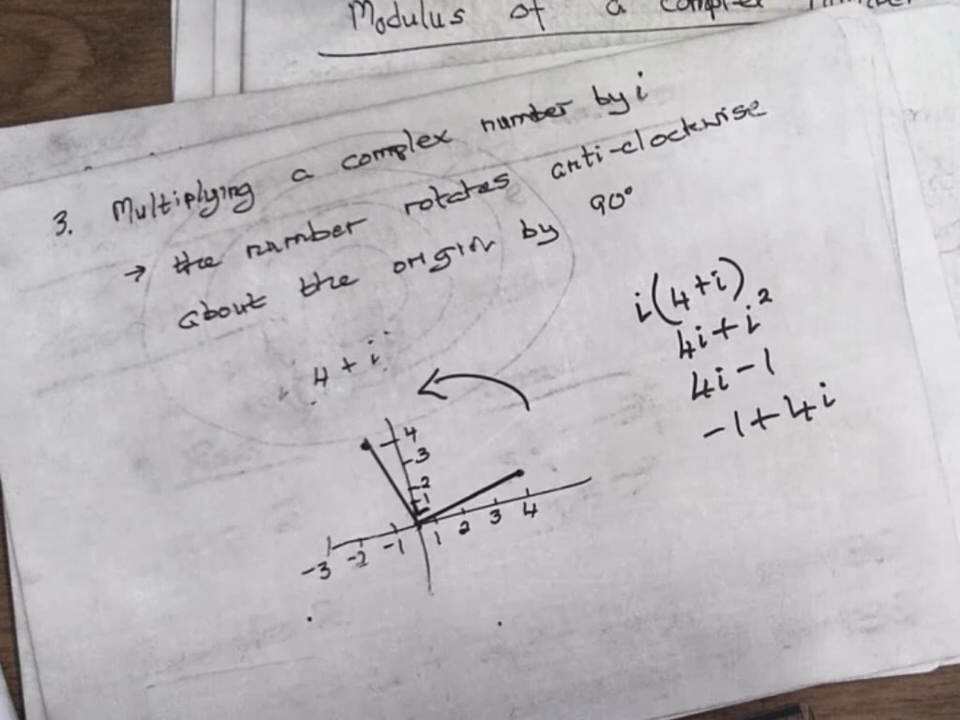 Modulus of a complex number
3. Multiplying a complex number by i
→ the number rotates anti-clockwise
about the origin by 90°
4 + i
i(4+i)
4i + i²
4i - 1
-1 + 4i
4
3
2
1
-3 -2 -1 1 2 3 4